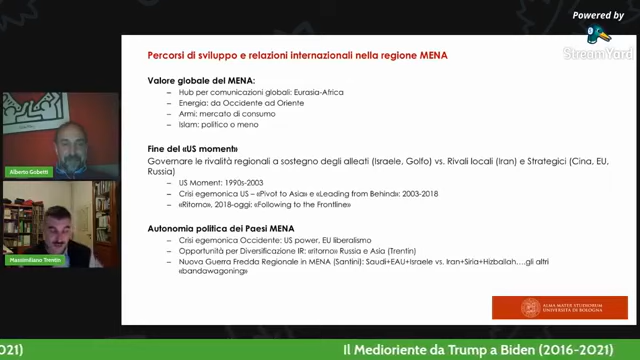 Powered by
StreamYard
Percorsi di sviluppo e relazioni internazionali nella regione MENA
Valore globale del MENA:
– Hub per comunicazioni globali: Eurasia-Africa
– Energia: da Occidente ad Oriente
– Armi: mercato di consumo
– Islam: politico o meno
Fine del «US moment»
Governare le rivalità regionali a sostegno degli alleati (Israele, Golfo) vs. Rivali locali (Iran) e Strategici (Cina, EU,
Russia)
– US Moment: 1990s-2003
– Crisi egemonica US – «Pivot to Asia» e «Leading from Behind»: 2003-2018
– «Ritorno», 2018-oggi: «Following to the Frontline»
Autonomia politica dei Paesi MENA
– Crisi egemonica Occidente: US power, EU liberalismo
– Opportunità per Diversificazione IR: «ritorno» Russia e Asia (Trentin)
– Nuova Guerra Fredda Regionale in MENA (Santini): Saudi+EAU+Israele vs. Iran+Siria+Hizballah….gli altri
«bandawagoning»
Alberto Gobetti
Massimiliano Trentin
ALMA MATER STUDIORUM
UNIVERSITÀ DI BOLOGNA
2021)
Il Medioriente da Trump a Biden (2016-2021)